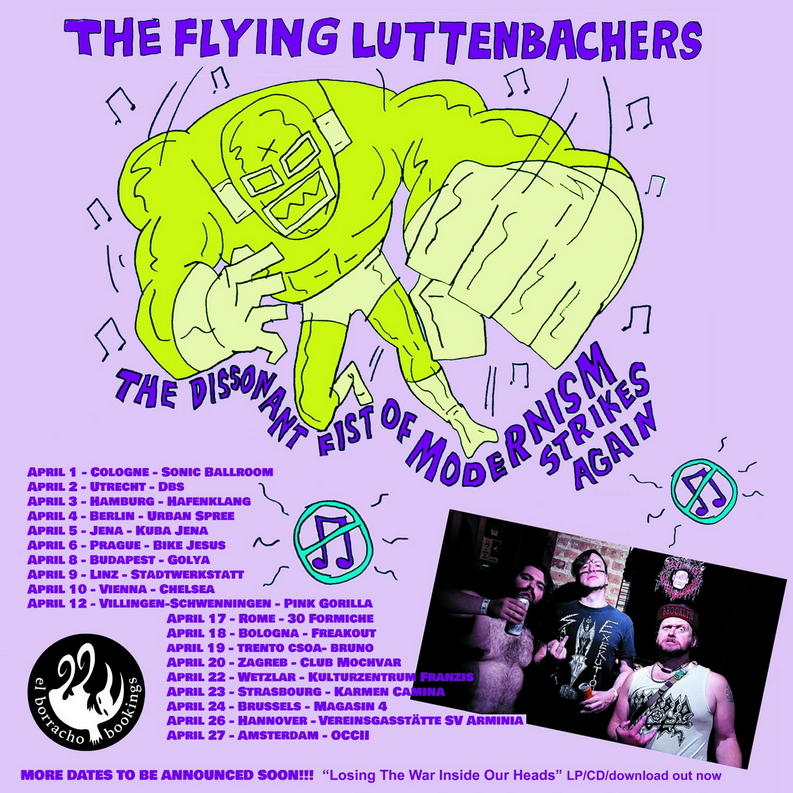 THE FLYING LUTTENBACHERS
THE DISSONANT FIST OF MODERNISM
STRIKES
AGAIN
APRIL 1 - COLOGNE - SONIC BALLROOM
APRIL 2 - UTRECHT - DBS
APRIL 3 - HAMBURG - HAFENKLANG
APRIL 4 - BERLIN - URBAN SPREE
APRIL 5 - JENA - KUBA JENA
APRIL 6 - PRAGUE - BIKE JESUS
APRIL 8 - BUDAPEST - GOLYA
APRIL 9 - LINZ - STADTWERKSTATT
APRIL 10 - VIENNA - CHELSEA
APRIL 12 - VILLINGEN-SCHWENNINGEN - PINK GORILLA
APRIL 17 - ROME - 30 FORMICHE
APRIL 18 - BOLOGNA - FREAKOUT
APRIL 19 - TRENTO CSOA- BRUNO
APRIL 20 - ZAGREB - CLUB MOCHVAR
APRIL 22 - WETZLAR - KULTURZENTRUM FRANZIS
APRIL 23 - STRASBOURG - KARMEN CAMINA
APRIL 24 - BRUSSELS - MAGASIN 4
APRIL 26 - HANNOVER - VEREINSGASSTÄTTE SV ARMINIA
APRIL 27 - AMSTERDAM - OCCII
el borracho bookings
MORE DATES TO BE ANNOUNCED SOON!!! "Losing The War Inside Our Heads" LP/CD/download out now